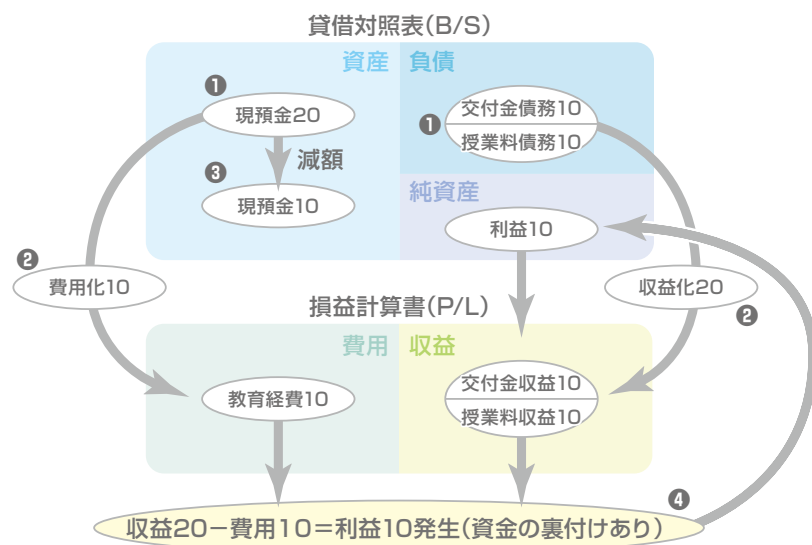 貸借対照表(B/S)
資産
負債
❶
現預金20
減額
❸
現預金10
❶
交付金債務10
授業料債務10
純資産
利益10
❷
費用化10
収益化20
❷
損益計算書(P/L)
費用
収益
教育経費10
交付金収益10
授業料収益10
❹
収益20－費用10＝利益10発生(資金の裏付けあり)